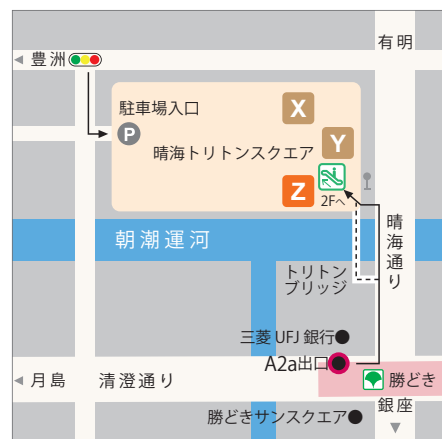 有明
◀ 豊洲
駐車場入口
P
X
Y
晴海トリトンスクエア
Z
2Fへ
晴海通り
朝潮運河
トリトン
ブリッジ
三菱 UFJ 銀行●
A2a出口
◀ 月島
清澄通り
勝どき
勝どきサンスクエア●
銀座
▼